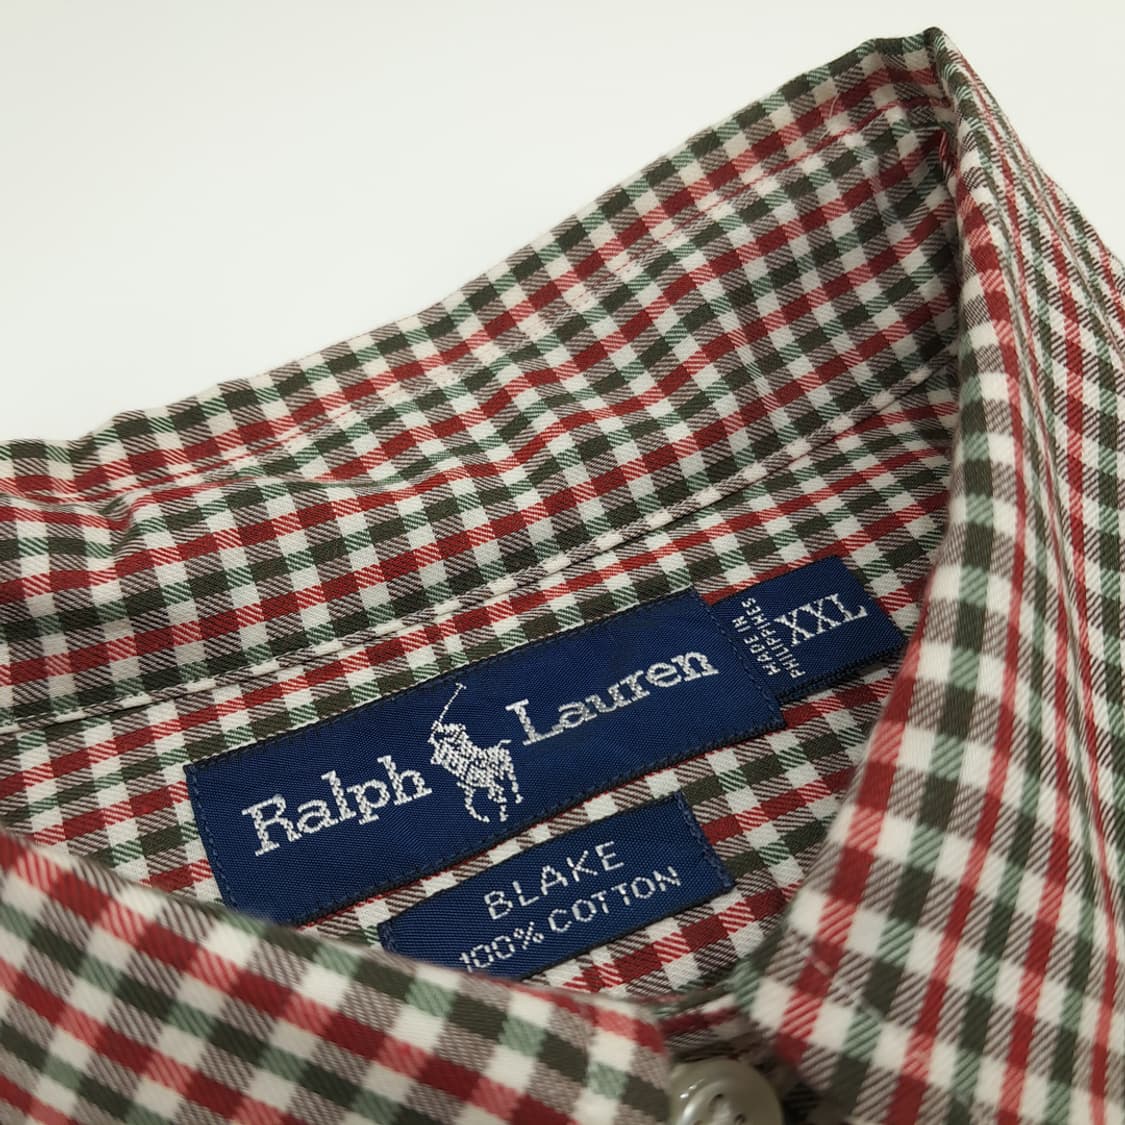 Ralph Lauren
MADE IN
PHILIPPINES
XXL
BLAKE
100% COTTON